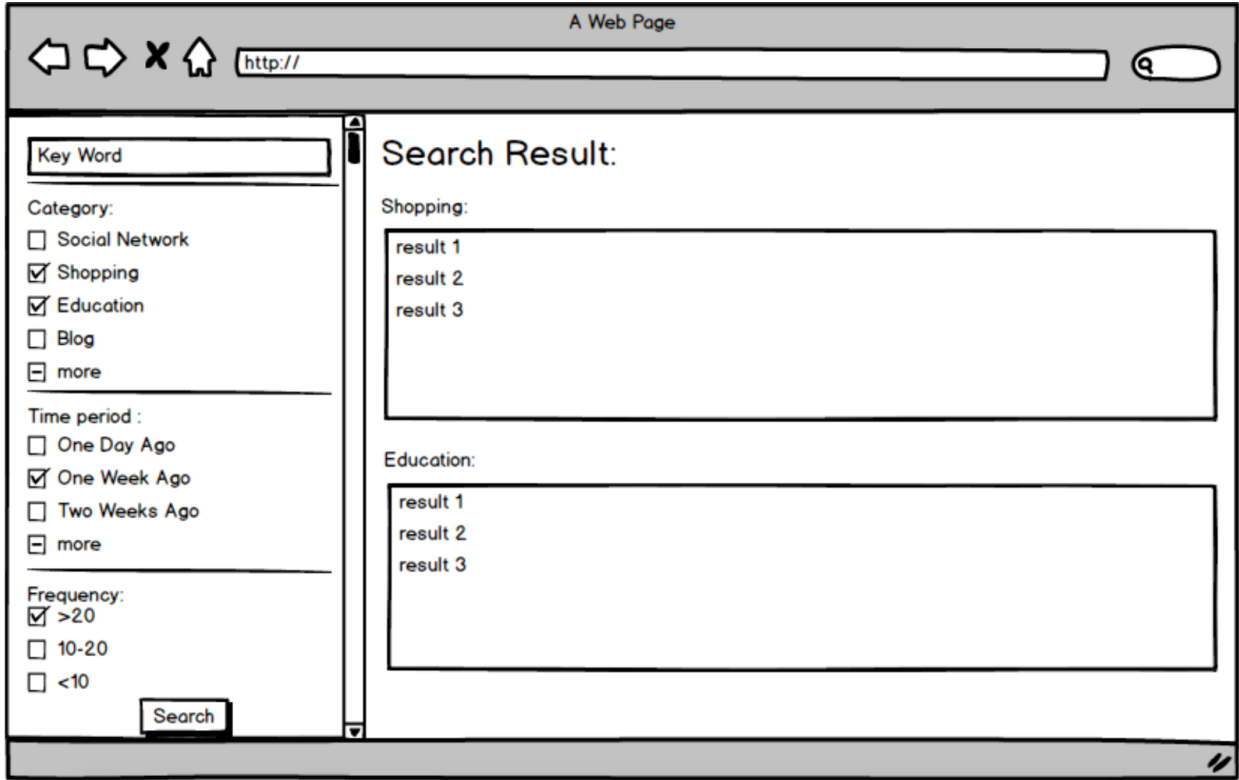 A Web Page
http://
Key Word
Category:
Social Network
Shopping
Education
Blog
more
Time period :
One Day Ago
One Week Ago
Two Weeks Ago
more
Frequency:
>20
10-20
<10
Search
Search Result:
Shopping:
result 1
result 2
result 3
Education:
result 1
result 2
result 3